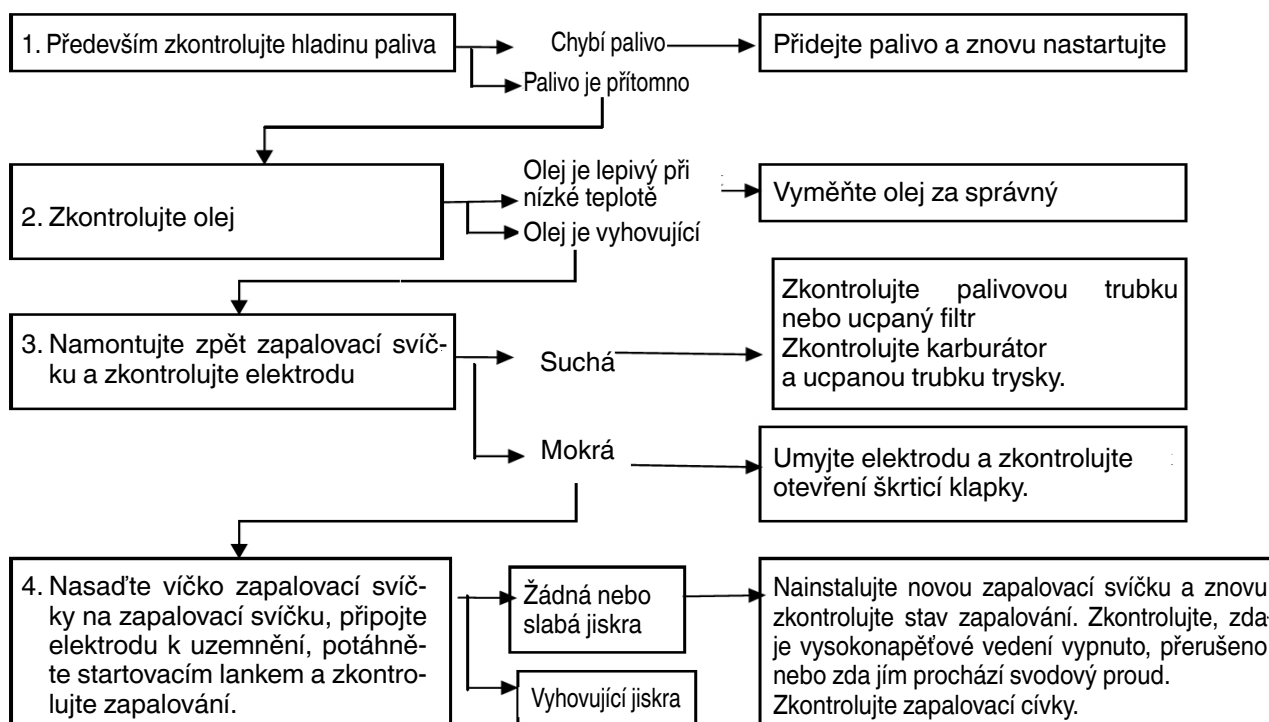 1. Především zkontrolujte hladinu paliva
Chybí palivo
Přidejte palivo a znovu nastartujte
Palivo je přítomno
2. Zkontrolujte olej
Olej je lepivý při
nízké teplotě
Vyměňte olej za správný
Olej je vyhovující
3. Namontujte zpět zapalovací svíč-
ku a zkontrolujte elektrodu
Suchá
Zkontrolujte palivovou trubku
nebo ucpaný filtr
Zkontrolujte karburátor
a ucpanou trubku trysky.
Mokrá
Umyjte elektrodu a zkontrolujte
otevření škrticí klapky.
4. Nasaďte víčko zapalovací svíč-
ky na zapalovací svíčku, připojte
elektrodu k uzemnění, potáhně-
te startovacím lankem a zkontro-
lujte zapalování.
Žádná nebo
slabá jiskra
Nainstalujte novou zapalovací svíčku a znovu
zkontrolujte stav zapalování. Zkontrolujte, zda-
je vysokonapěťové vedení vypnuto, přerušeno
nebo zda jím prochází svodový proud.
Zkontrolujte zapalovací cívky.
Vyhovující jiskra